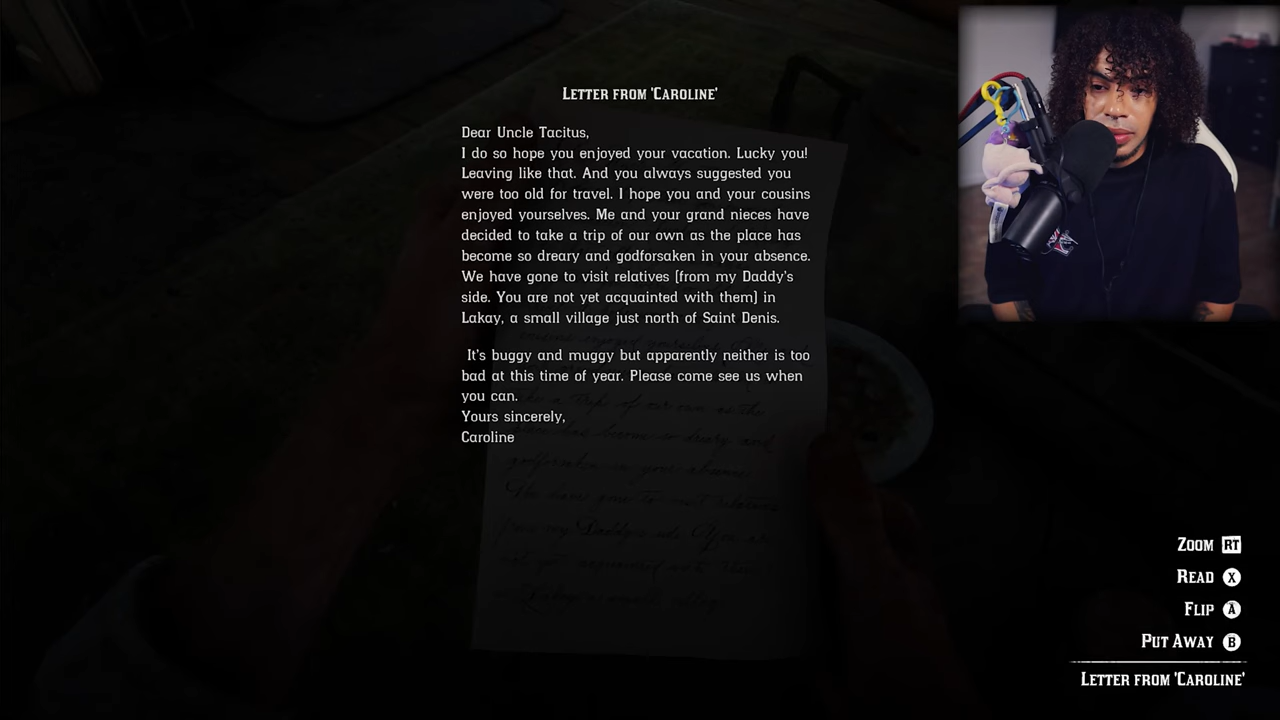 Letter from 'Caroline'
Dear Uncle Tacitus,
I do so hope you enjoyed your vacation. Lucky you!
Leaving like that. And you always suggested you
were too old for travel. I hope you and your cousins
enjoyed yourselves. Me and your grand nieces have
decided to take a trip of our own as the place has
become so dreary and godforsaken in your absence.
We have gone to visit relatives (from my Daddy's
side. You are not yet acquainted with them) in
Lakay, a small village just north of Saint Denis.
It's buggy and muggy but apparently neither is too
bad at this time of year. Please come see us when
you can.
Yours sincerely,
Caroline
Zoom RT
Read X
Flip A
Put Away B
Letter from 'Caroline'